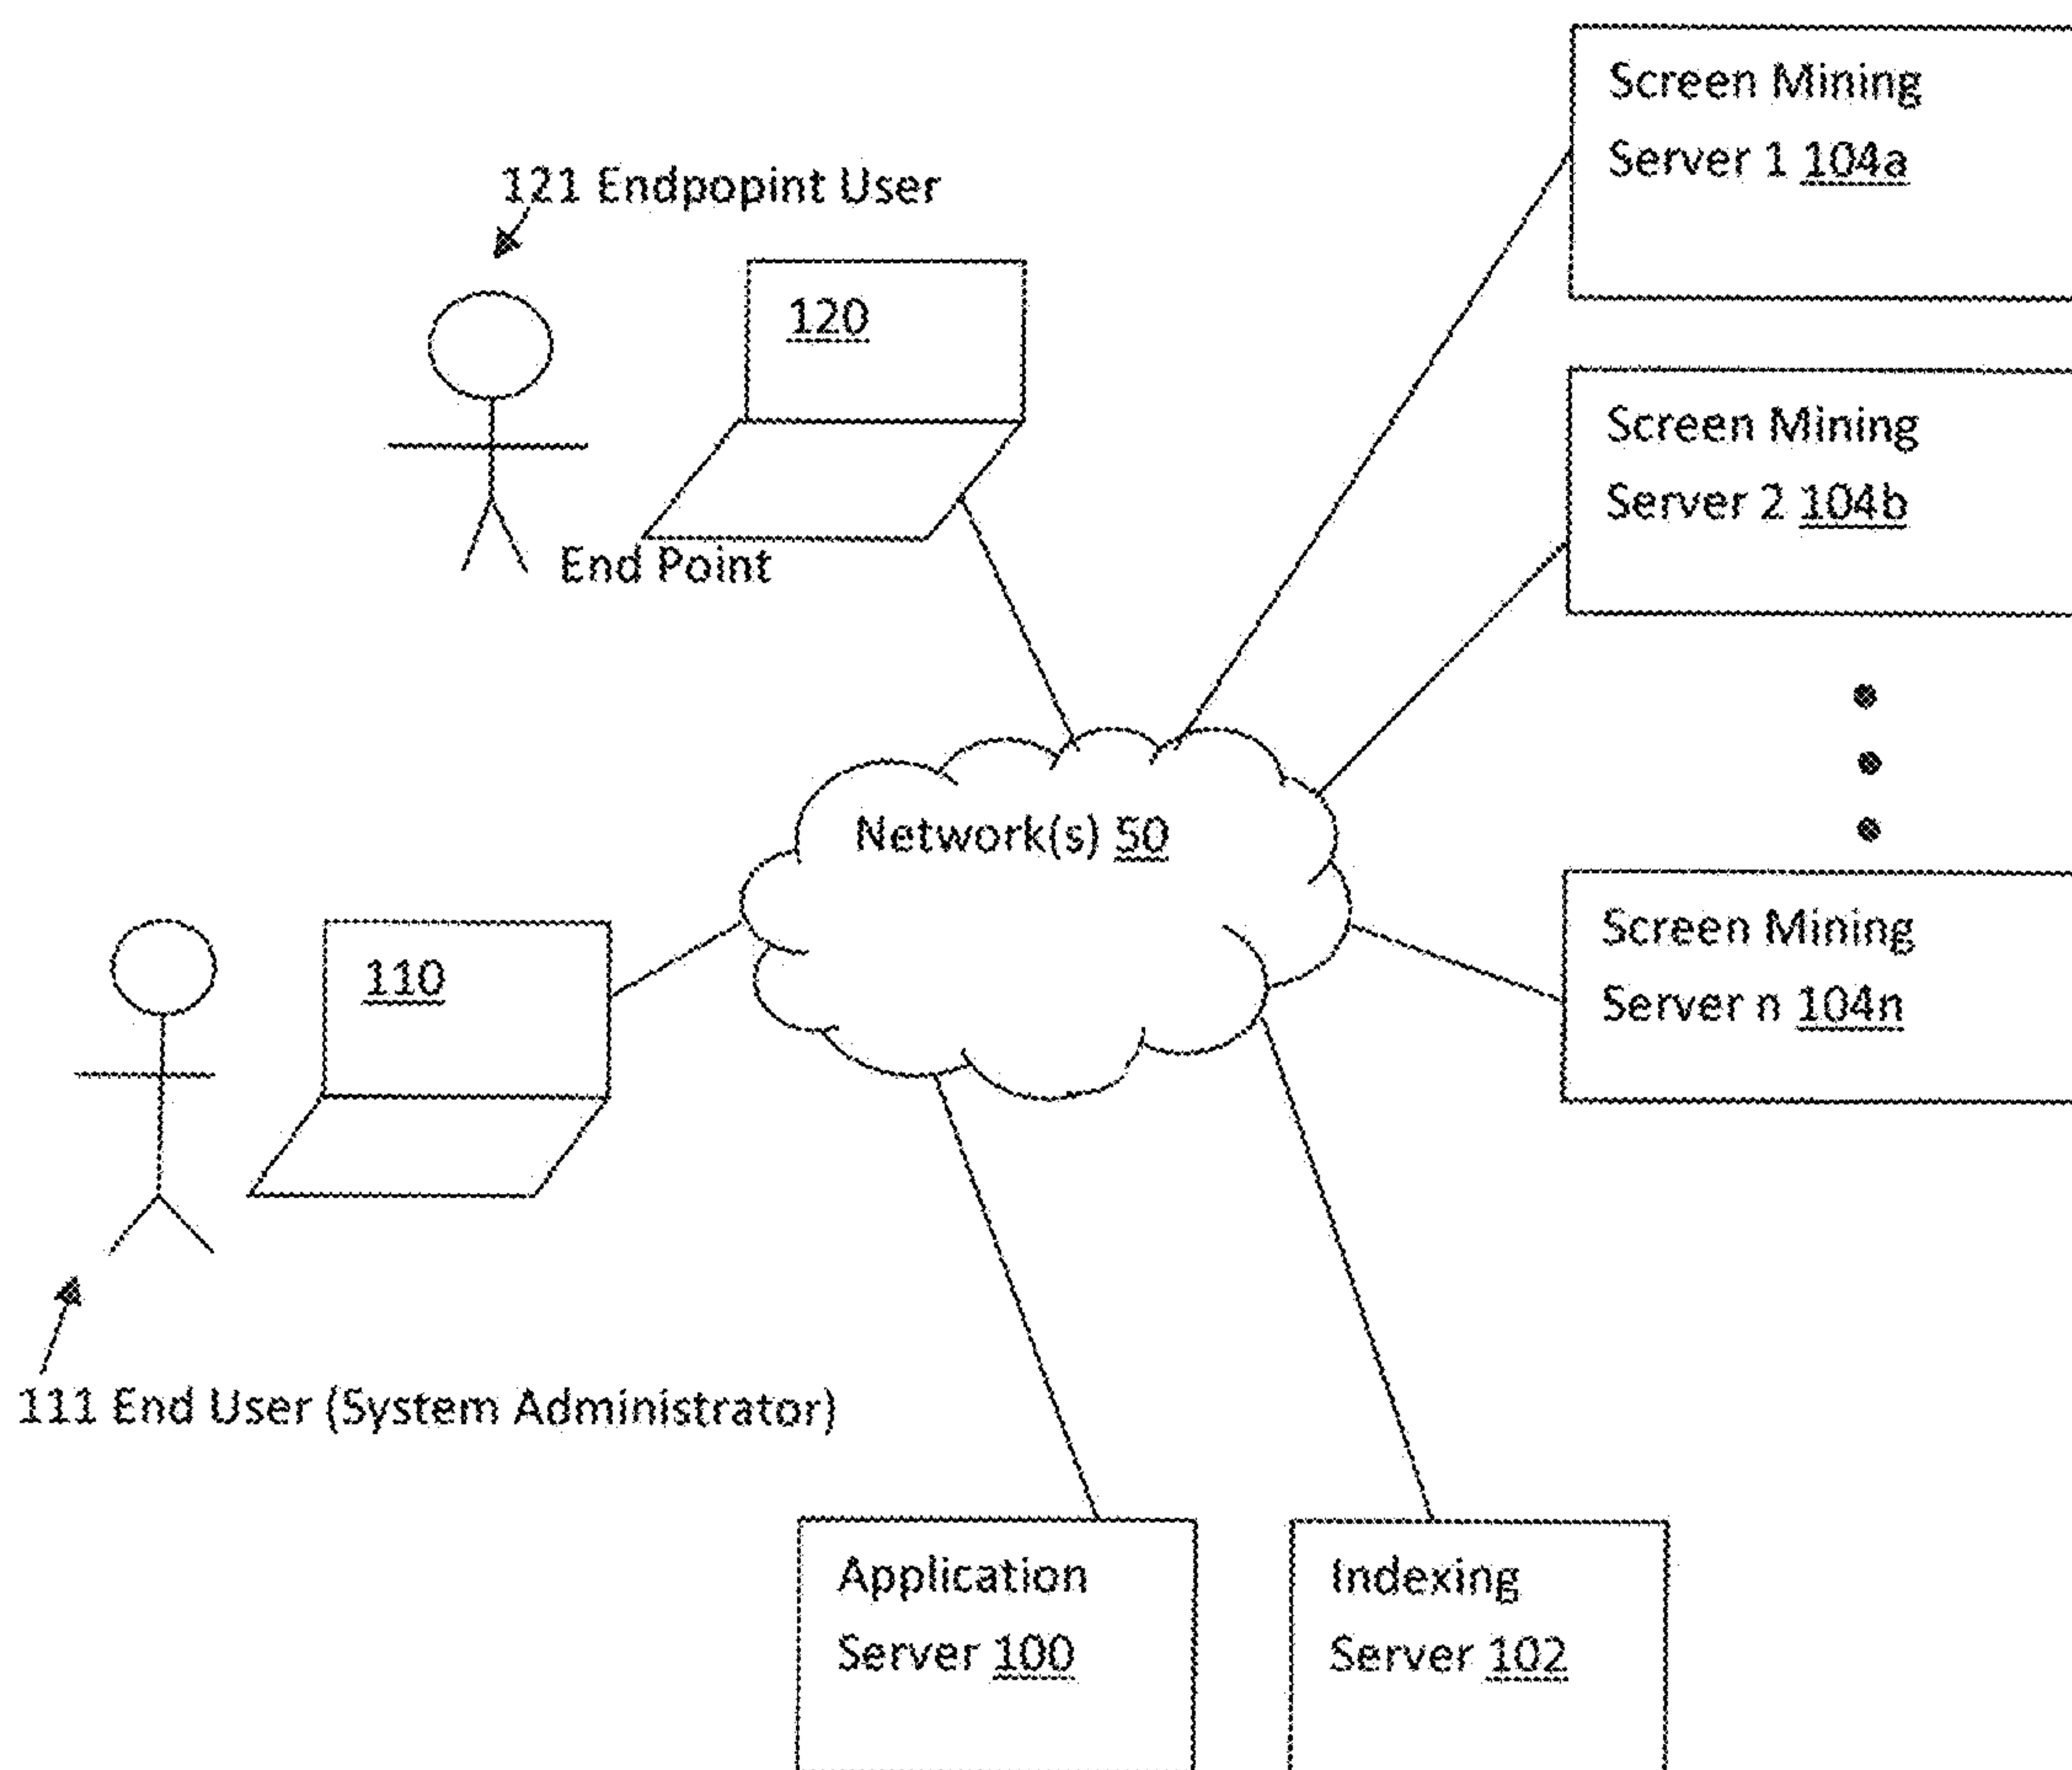 Screen Mining
Server 1 104a
121 Endpopint User
120
End Point
Screen Mining
Server 2 104b
Network(s) 50
Screen Mining
Server n 104n
110
111 End User (System Administrator)
Application
Server 100
Indexing
Server 102